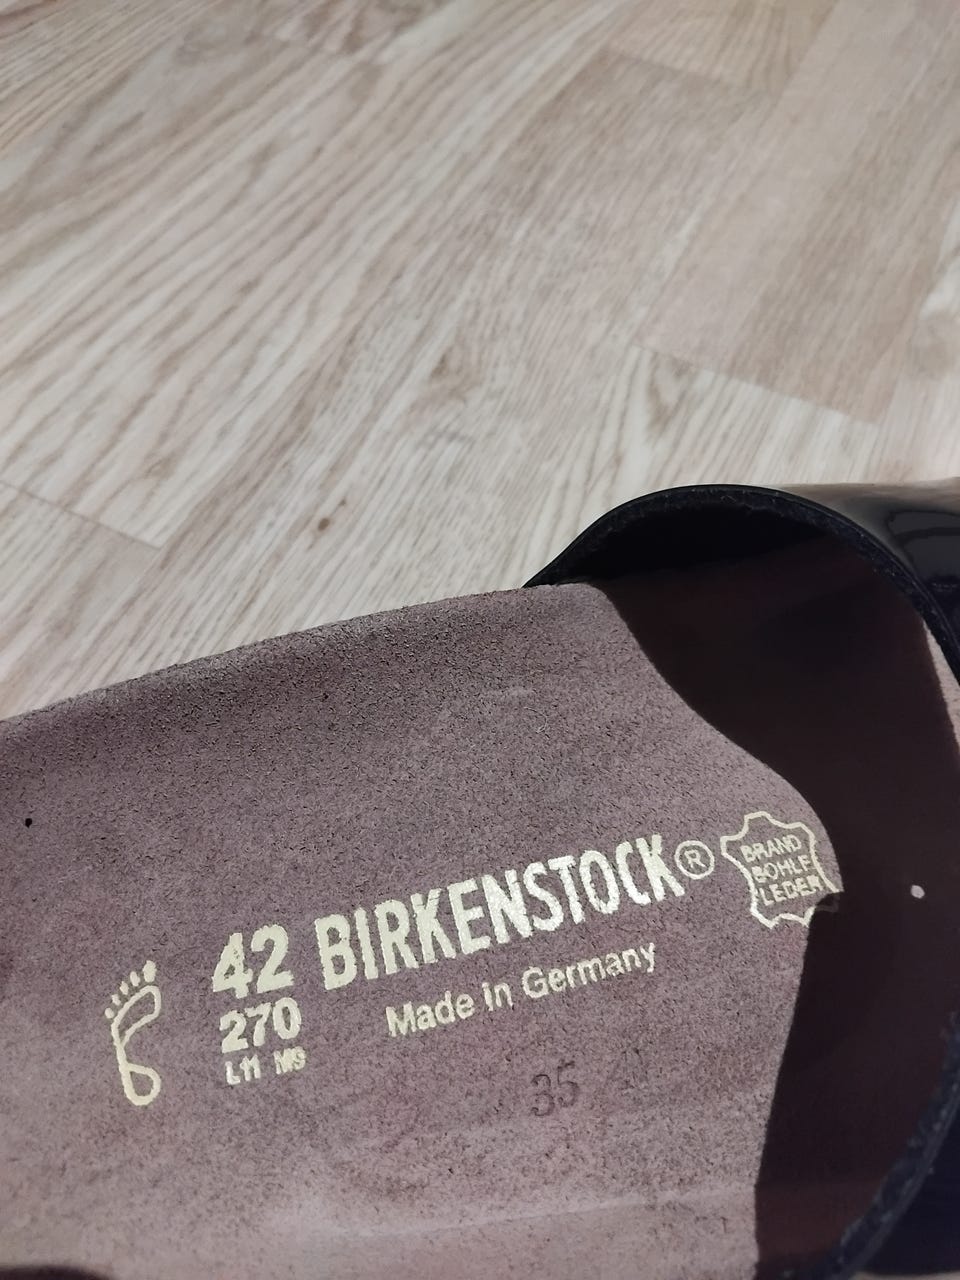 42 BIRKENSTOCK®
270
L11 M9
Made in Germany
BRAND
SOHLE
LEDER
35